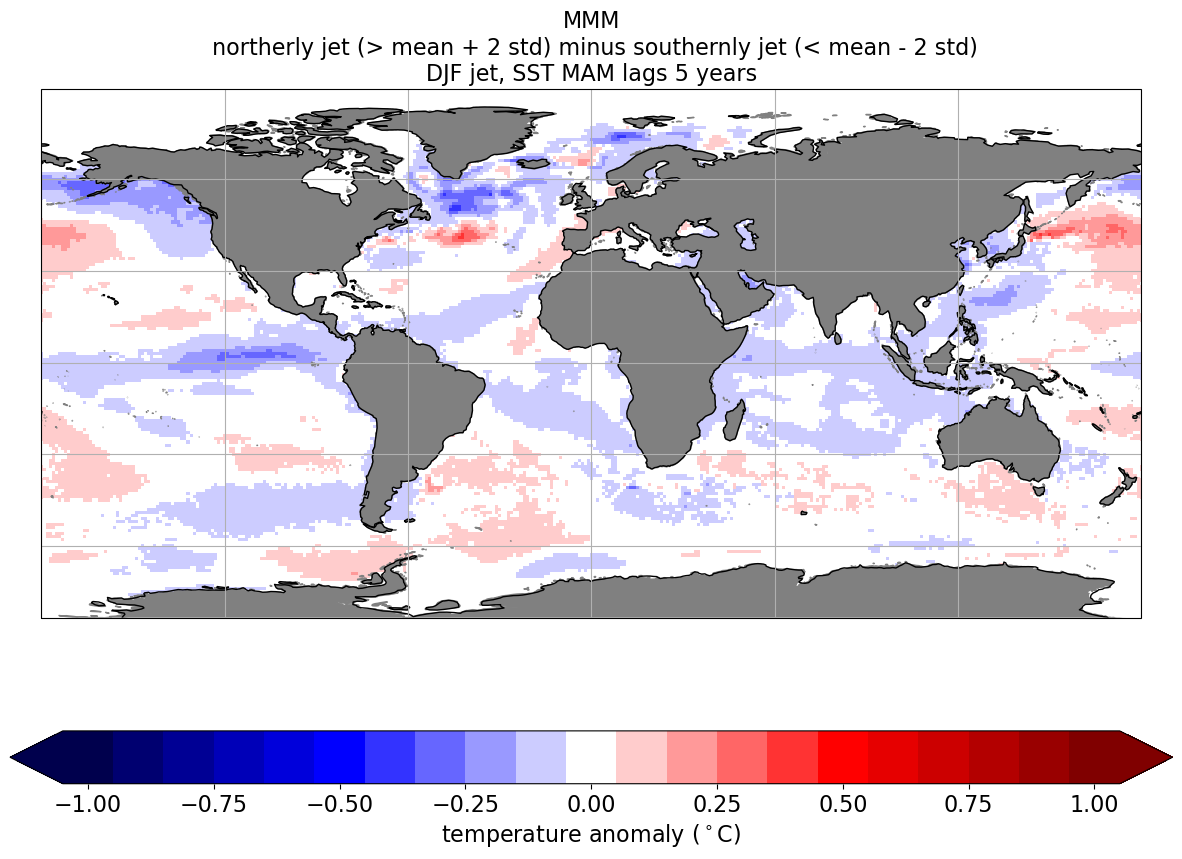 MMM
northerly jet (> mean + 2 std) minus southernly jet (< mean - 2 std)
DJF jet, SST MAM lags 5 years
−1.00 −0.75 −0.50 −0.25 0.00 0.25 0.50 0.75 1.00
temperature anomaly (°C)